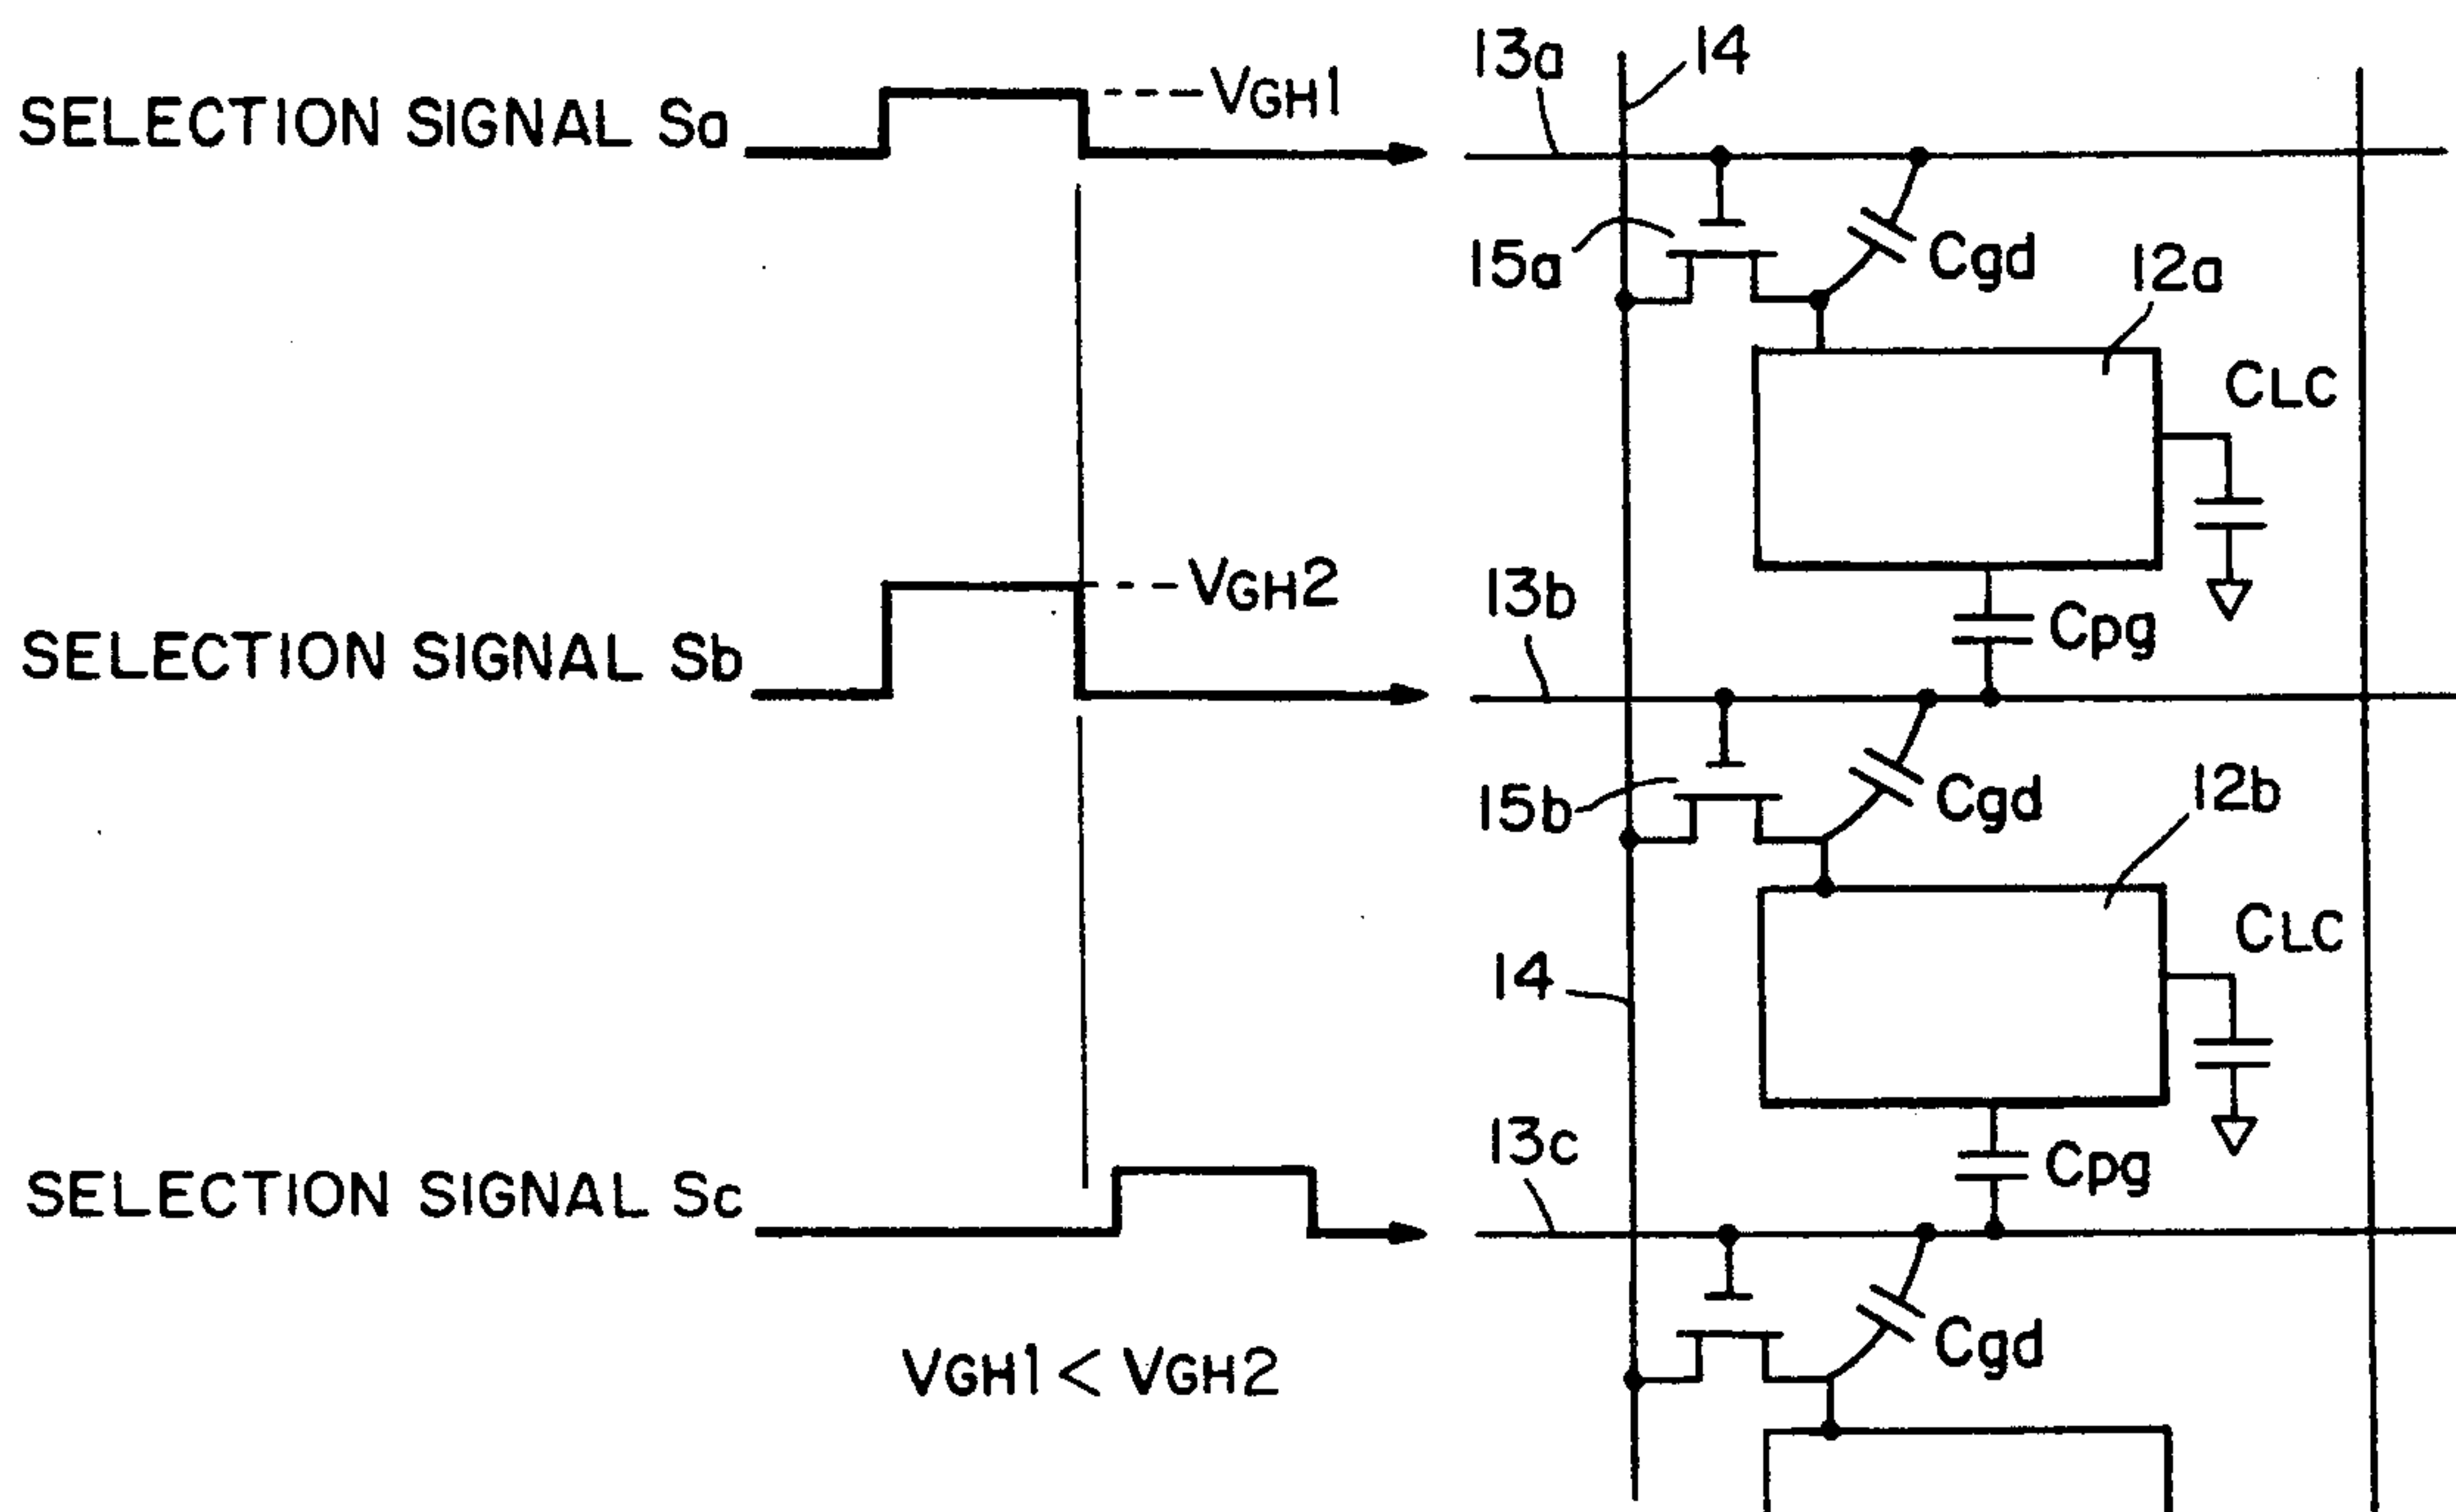 13a
14
SELECTION SIGNAL Sa
---VGH1
15a
Cgd
12a
CLC
13b
--VGH2
Cpg
SELECTION SIGNAL Sb
15b
Cgd
12b
14
CLC
13c
Cpg
SELECTION SIGNAL Sc
Cgd
VGH1 < VGH2